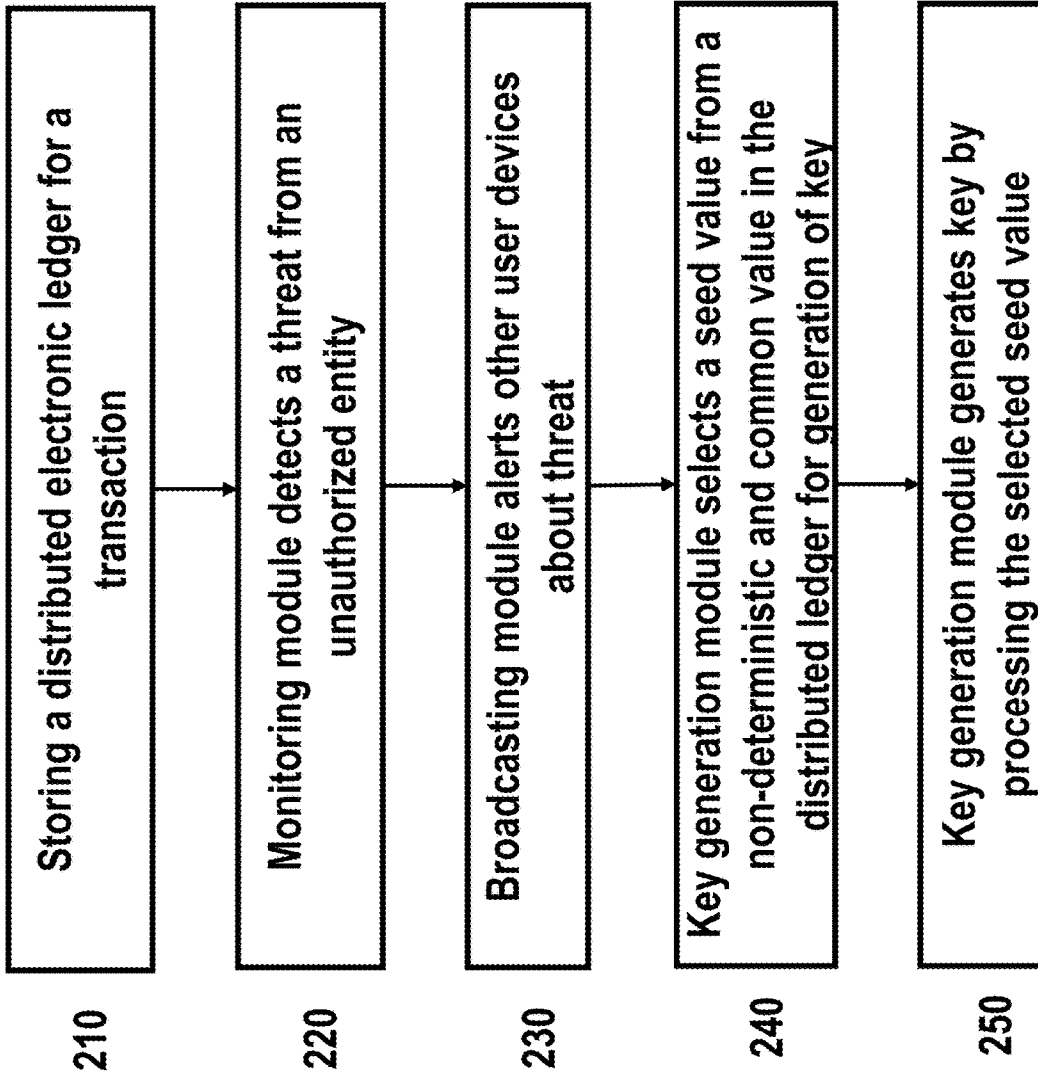 210
Storing a distributed electronic ledger for a
transaction
220
Monitoring module detects a threat from an
unauthorized entity
230
Broadcasting module alerts other user devices
about threat
240
Key generation module selects a seed value from a
non-deterministic and common value in the
distributed ledger for generation of key
250
Key generation module generates key by
processing the selected seed value